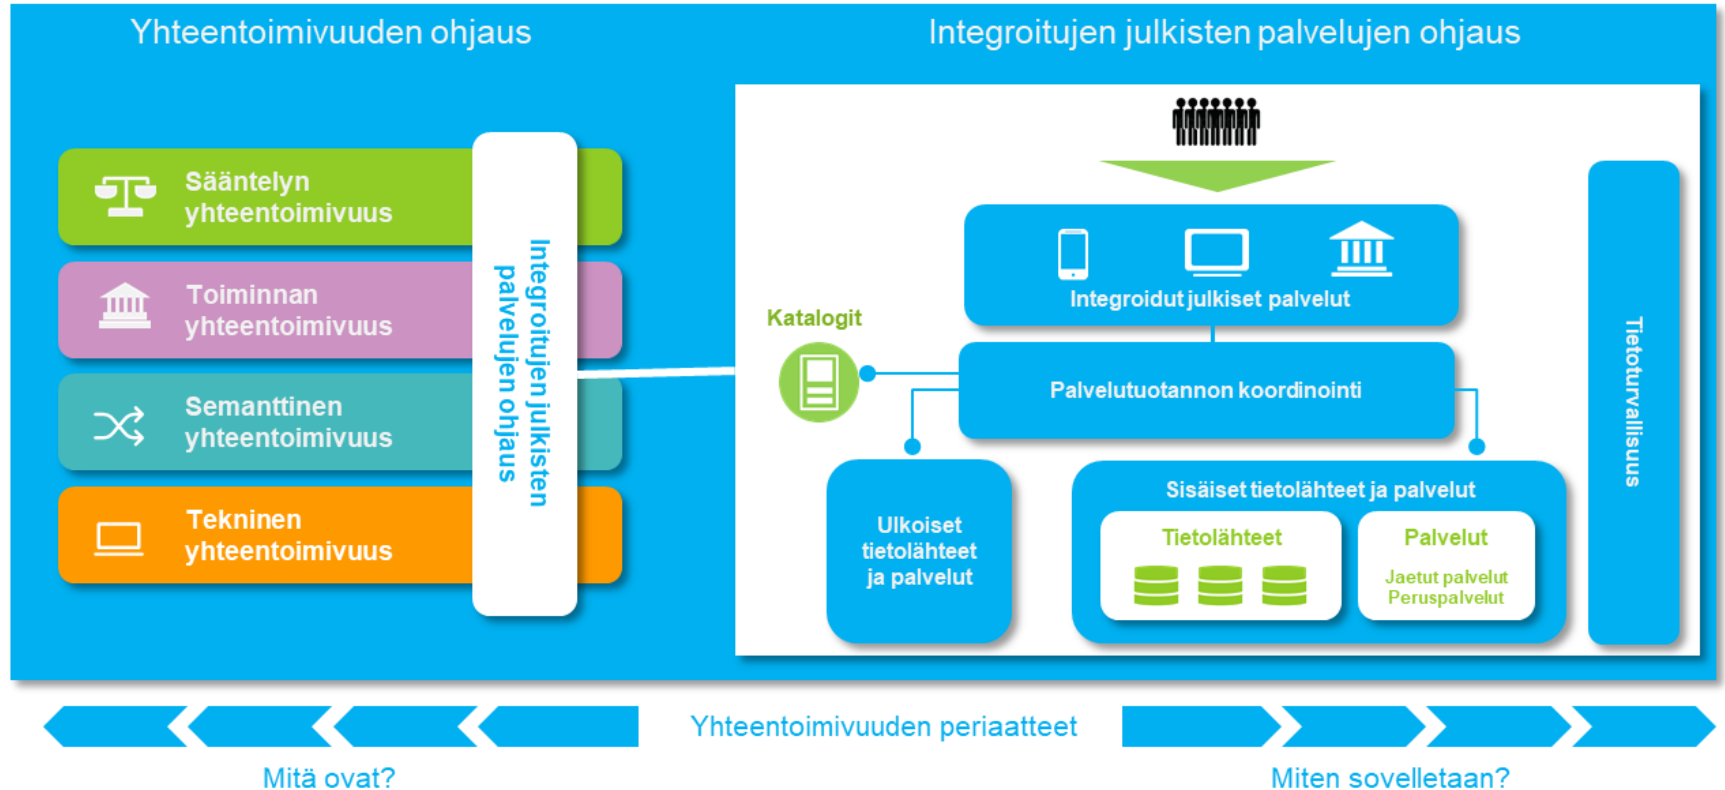 Yhteentoimivuuden ohjaus
Integroitujen julkisten palvelujen ohjaus
Sääntelyn
yhteentoimivuus
Toiminnan
yhteentoimivuus
Semanttinen
yhteentoimivuus
Tekninen
yhteentoimivuus
Integroitujen julkisten
palvelujen ohjaus
Integroidut julkiset palvelut
Katalogit
Palvelutuotannon koordinointi
Ulkoiset
tietolähteet
ja palvelut
Sisäiset tietolähteet ja palvelut
Tietolähteet
Palvelut
Jaetut palvelut
Peruspalvelut
Tietoturvallisuus
Yhteentoimivuuden periaatteet
Mitä ovat?
Miten sovelletaan?